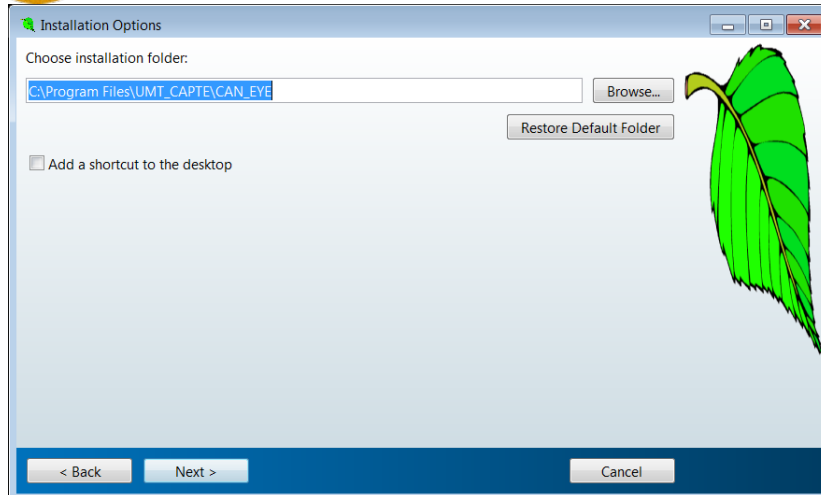 Installation Options
Choose installation folder:
C:\Program Files\UMT_CAPTE\CAN_EYE
Browse...
Restore Default Folder
Add a shortcut to the desktop
< Back
Next >
Cancel